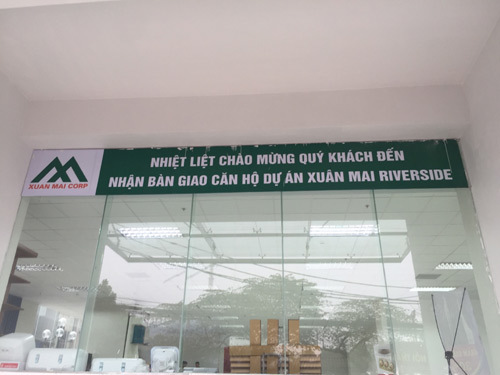 NHIỆT LIỆT CHÀO MỪNG QUÝ KHÁCH ĐẾN
NHẬN BÀN GIAO CĂN HỘ DỰ ÁN XUÂN MAI RIVERSIDE
XUAN MAI CORP